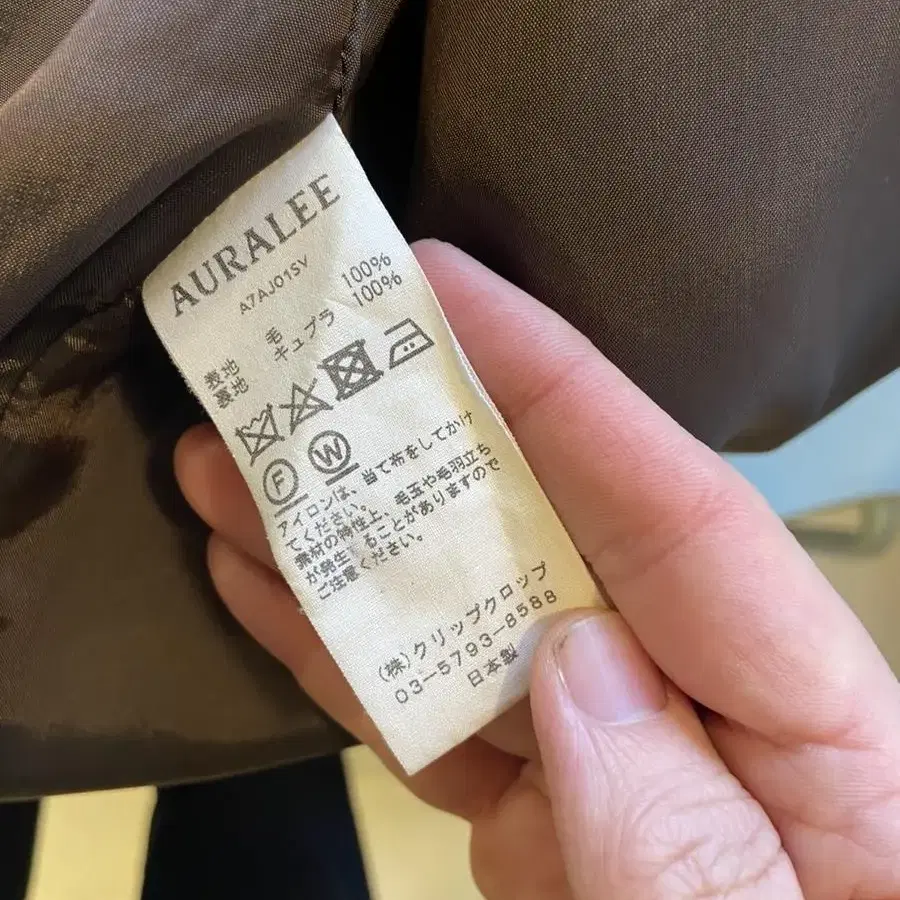 AURALEE
A7AJ01SV
表地 毛 100%
裏地 キュプラ 100%
F W
アイロンは、当て布をしてかけ
てください。
素材の特性上、毛玉や毛羽立ち
が発生することがありますので
ご注意ください。
(株)クリップクロップ
03-5793-8588
日本製